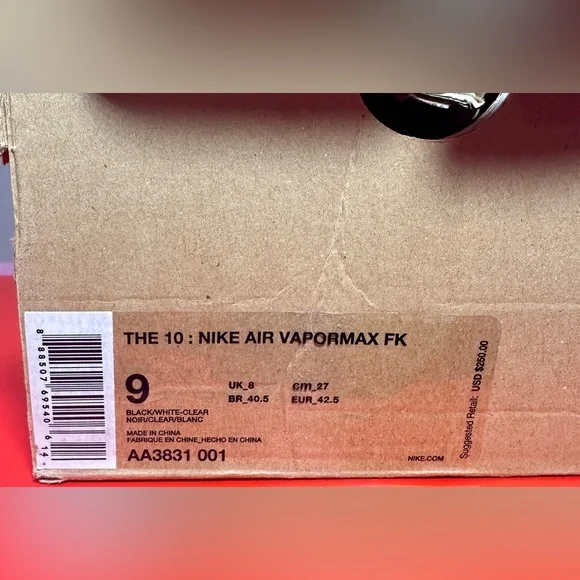 THE 10 : NIKE AIR VAPORMAX FK
9
UK_8 cm_27
BR_40.5 EUR_42.5
BLACK/WHITE-CLEAR
NOIR/CLEAR/BLANC
MADE IN CHINA
FABRIQUE EN CHINE_HECHO EN CHINA
AA3831 001
NIKE.COM
Suggested Retail: USD $250.00
8 88507 69540 6 14